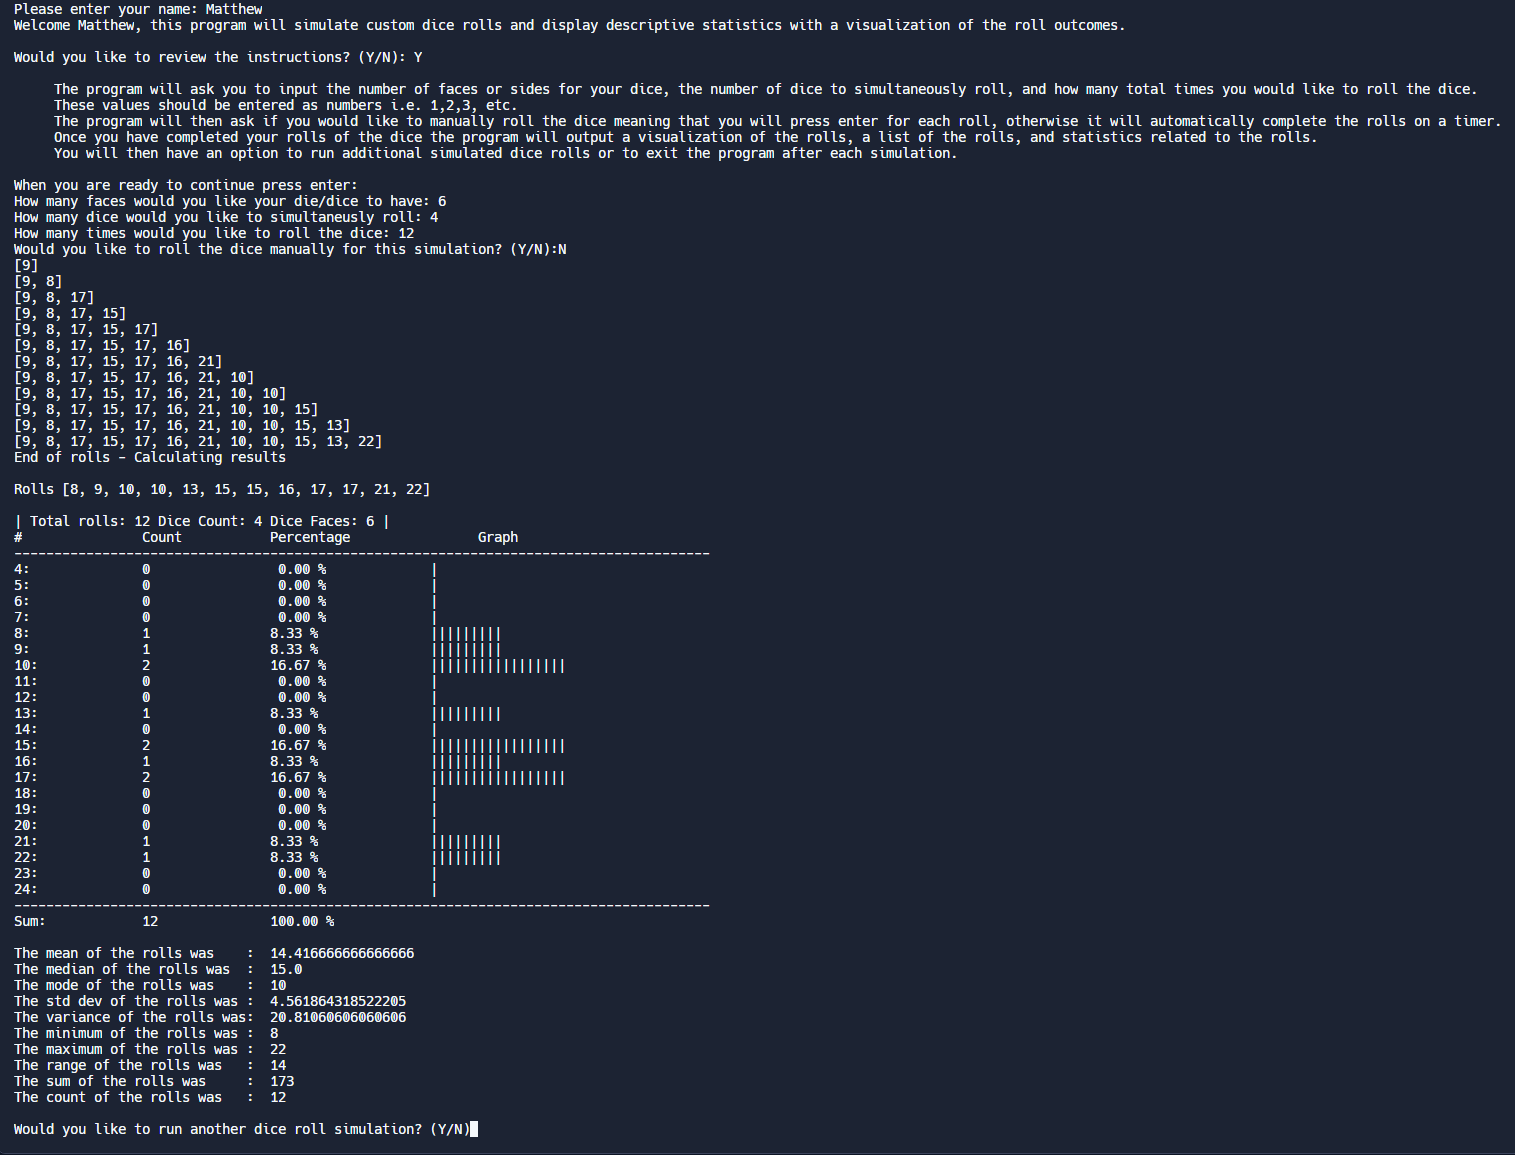 Please enter your name: Matthew
Welcome Matthew, this program will simulate custom dice rolls and display descriptive statistics with a visualization of the roll outcomes.

Would you like to review the instructions? (Y/N): Y

     The program will ask you to input the number of faces or sides for your dice, the number of dice to simultaneously roll, and how many total times you would like to roll the dice.
     These values should be entered as numbers i.e. 1,2,3, etc.
     The program will then ask if you would like to manually roll the dice meaning that you will press enter for each roll, otherwise it will automatically complete the rolls on a timer.
     Once you have completed your rolls of the dice the program will output a visualization of the rolls, a list of the rolls, and statistics related to the rolls.
     You will then have an option to run additional simulated dice rolls or to exit the program after each simulation.

When you are ready to continue press enter:
How many faces would you like your die/dice to have: 6
How many dice would you like to simultaneusly roll: 4
How many times would you like to roll the dice: 12
Would you like to roll the dice manually for this simulation? (Y/N):N
[9]
[9, 8]
[9, 8, 17]
[9, 8, 17, 15]
[9, 8, 17, 15, 17]
[9, 8, 17, 15, 17, 16]
[9, 8, 17, 15, 17, 16, 21]
[9, 8, 17, 15, 17, 16, 21, 10]
[9, 8, 17, 15, 17, 16, 21, 10, 10]
[9, 8, 17, 15, 17, 16, 21, 10, 10, 15]
[9, 8, 17, 15, 17, 16, 21, 10, 10, 15, 13]
[9, 8, 17, 15, 17, 16, 21, 10, 10, 15, 13, 22]
End of rolls - Calculating results

Rolls [8, 9, 10, 10, 13, 15, 15, 16, 17, 17, 21, 22]

| Total rolls: 12 Dice Count: 4 Dice Faces: 6 |
#               Count           Percentage                Graph
---------------------------------------------------------------------------------------
4:              0                0.00 %             |
5:              0                0.00 %             |
6:              0                0.00 %             |
7:              0                0.00 %             |
8:              1               8.33 %              |||||||||
9:              1               8.33 %              |||||||||
10:             2               16.67 %             |||||||||||||||||
11:             0                0.00 %             |
12:             0                0.00 %             |
13:             1               8.33 %              |||||||||
14:             0                0.00 %             |
15:             2               16.67 %             |||||||||||||||||
16:             1               8.33 %              |||||||||
17:             2               16.67 %             |||||||||||||||||
18:             0                0.00 %             |
19:             0                0.00 %             |
20:             0                0.00 %             |
21:             1               8.33 %              |||||||||
22:             1               8.33 %              |||||||||
23:             0                0.00 %             |
24:             0                0.00 %             |
---------------------------------------------------------------------------------------
Sum:            12              100.00 %

The mean of the rolls was    :  14.416666666666666
The median of the rolls was  :  15.0
The mode of the rolls was    :  10
The std dev of the rolls was :  4.561864318522205
The variance of the rolls was:  20.81060606060606
The minimum of the rolls was :  8
The maximum of the rolls was :  22
The range of the rolls was   :  14
The sum of the rolls was     :  173
The count of the rolls was   :  12

Would you like to run another dice roll simulation? (Y/N)